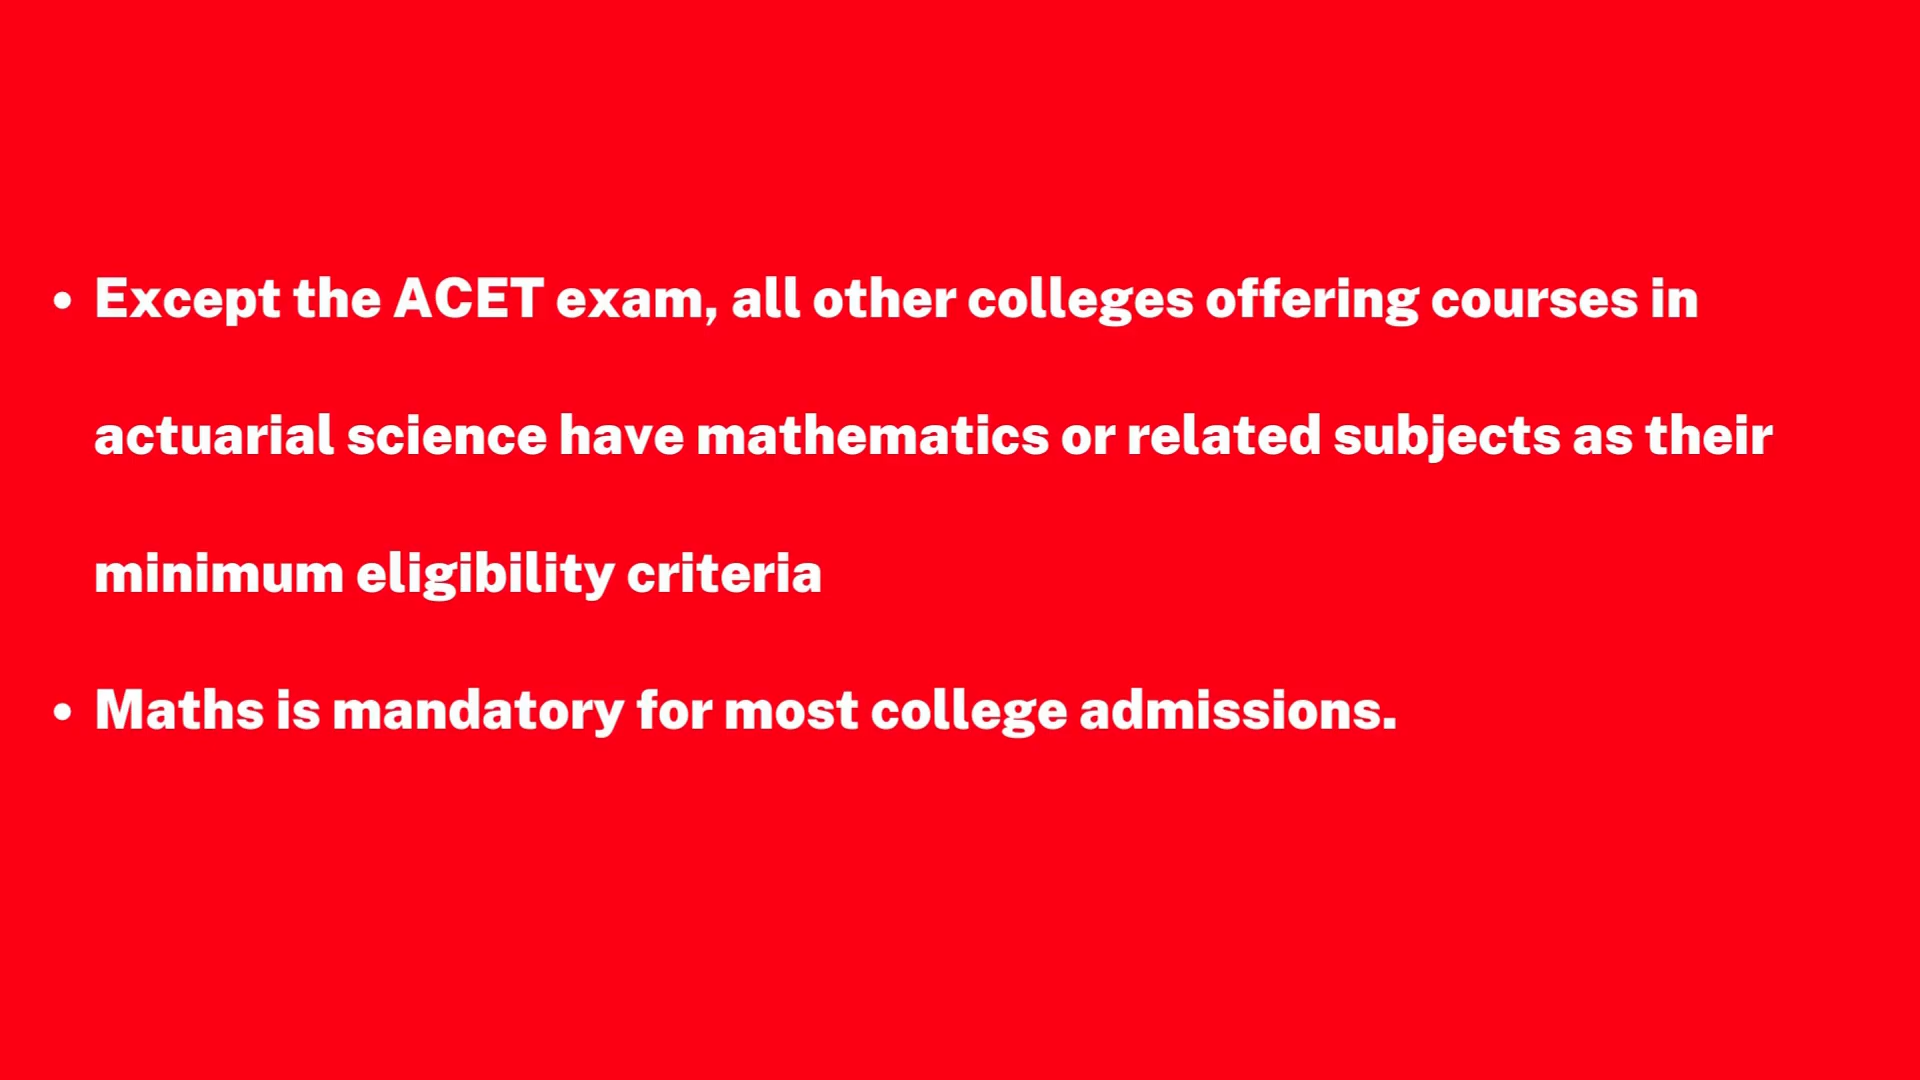 • Except the ACET exam, all other colleges offering courses in
actuarial science have mathematics or related subjects as their
minimum eligibility criteria
• Maths is mandatory for most college admissions.